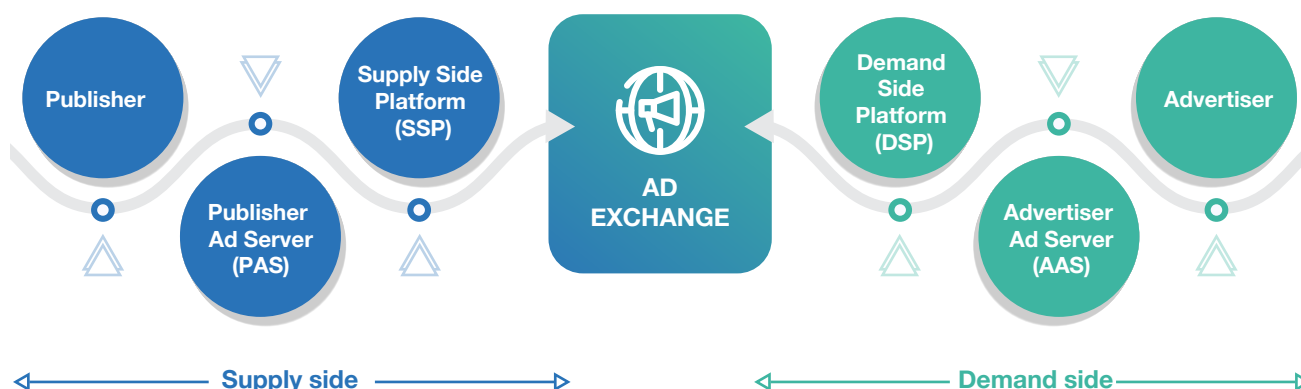 Publisher
Publisher
Ad Server
(PAS)
Supply Side
Platform
(SSP)
AD
EXCHANGE
Demand
Side
Platform
(DSP)
Advertiser
Ad Server
(AAS)
Advertiser
Supply side
Demand side